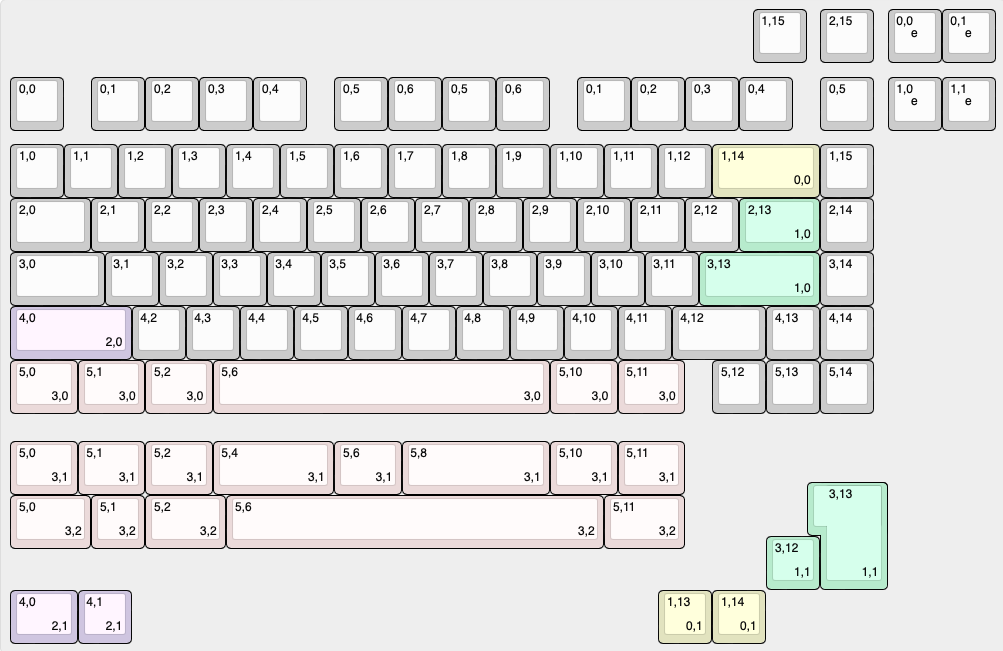 1,15 2,15 0,0 0,1
e e
0,0 0,1 0,2 0,3 0,4 0,5 0,6 0,5 0,6 0,1 0,2 0,3 0,4 0,5 1,0 1,1
e e
1,0 1,1 1,2 1,3 1,4 1,5 1,6 1,7 1,8 1,9 1,10 1,11 1,12 1,14 1,15
0,0
2,0 2,1 2,2 2,3 2,4 2,5 2,6 2,7 2,8 2,9 2,10 2,11 2,12 2,13 2,14
1,0
3,0 3,1 3,2 3,3 3,4 3,5 3,6 3,7 3,8 3,9 3,10 3,11 3,13 3,14
1,0
4,0 4,2 4,3 4,4 4,5 4,6 4,7 4,8 4,9 4,10 4,11 4,12 4,13 4,14
2,0
5,0 5,1 5,2 5,6 5,10 5,11 5,12 5,13 5,14
3,0 3,0 3,0 3,0 3,0 3,0
5,0 5,1 5,2 5,4 5,6 5,8 5,10 5,11
3,1 3,1 3,1 3,1 3,1 3,1 3,1 3,1
3,13
5,0 5,1 5,2 5,6 5,11
3,2 3,2 3,2 3,2 3,2
3,12
1,1 1,1
4,0 4,1 1,13 1,14
2,1 2,1 0,1 0,1